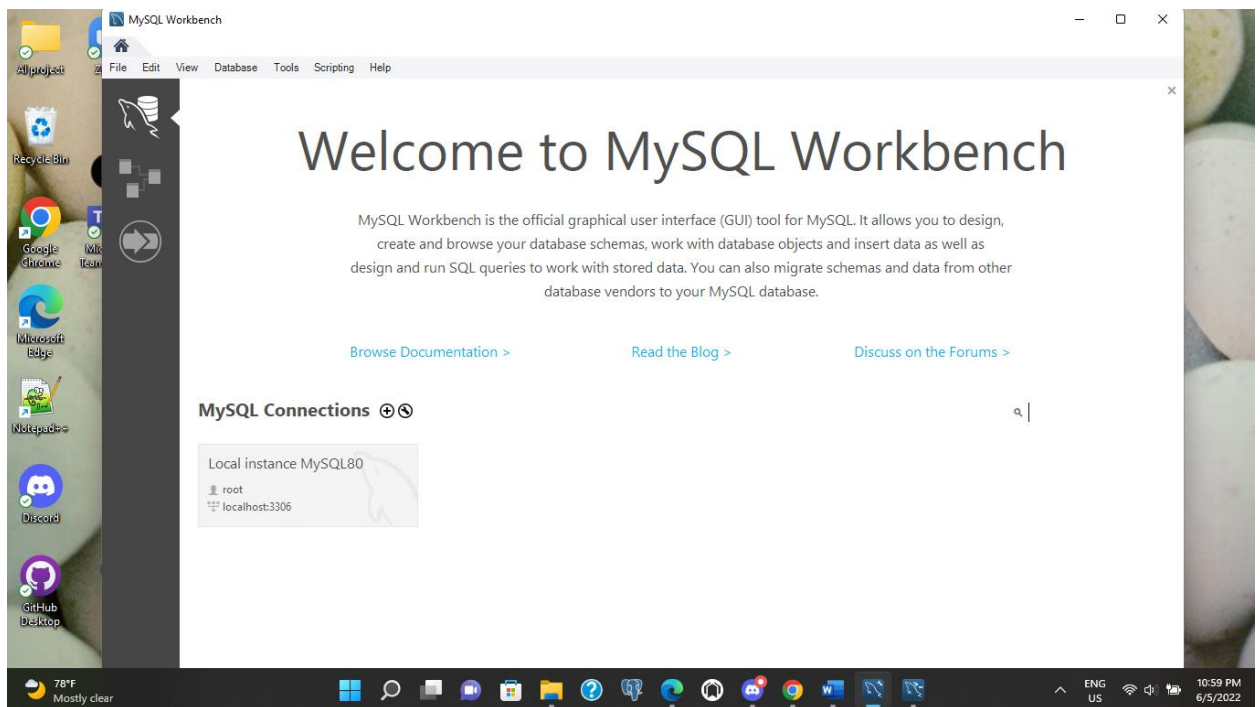 MySQL Workbench
File Edit View Database Tools Scripting Help
Welcome to MySQL Workbench
MySQL Workbench is the official graphical user interface (GUI) tool for MySQL. It allows you to design,
create and browse your database schemas, work with database objects and insert data as well as
design and run SQL queries to work with stored data. You can also migrate schemas and data from other
database vendors to your MySQL database.
Browse Documentation > Read the Blog > Discuss on the Forums >
MySQL Connections
Local instance MySQL80
root
localhost:3306
Recycle Bin
Google
Chrome
Microsoft
Edge
Notepad++
Discord
GitHub
Desktop
78°F
Mostly clear
ENG
US
10:59 PM
6/5/2022